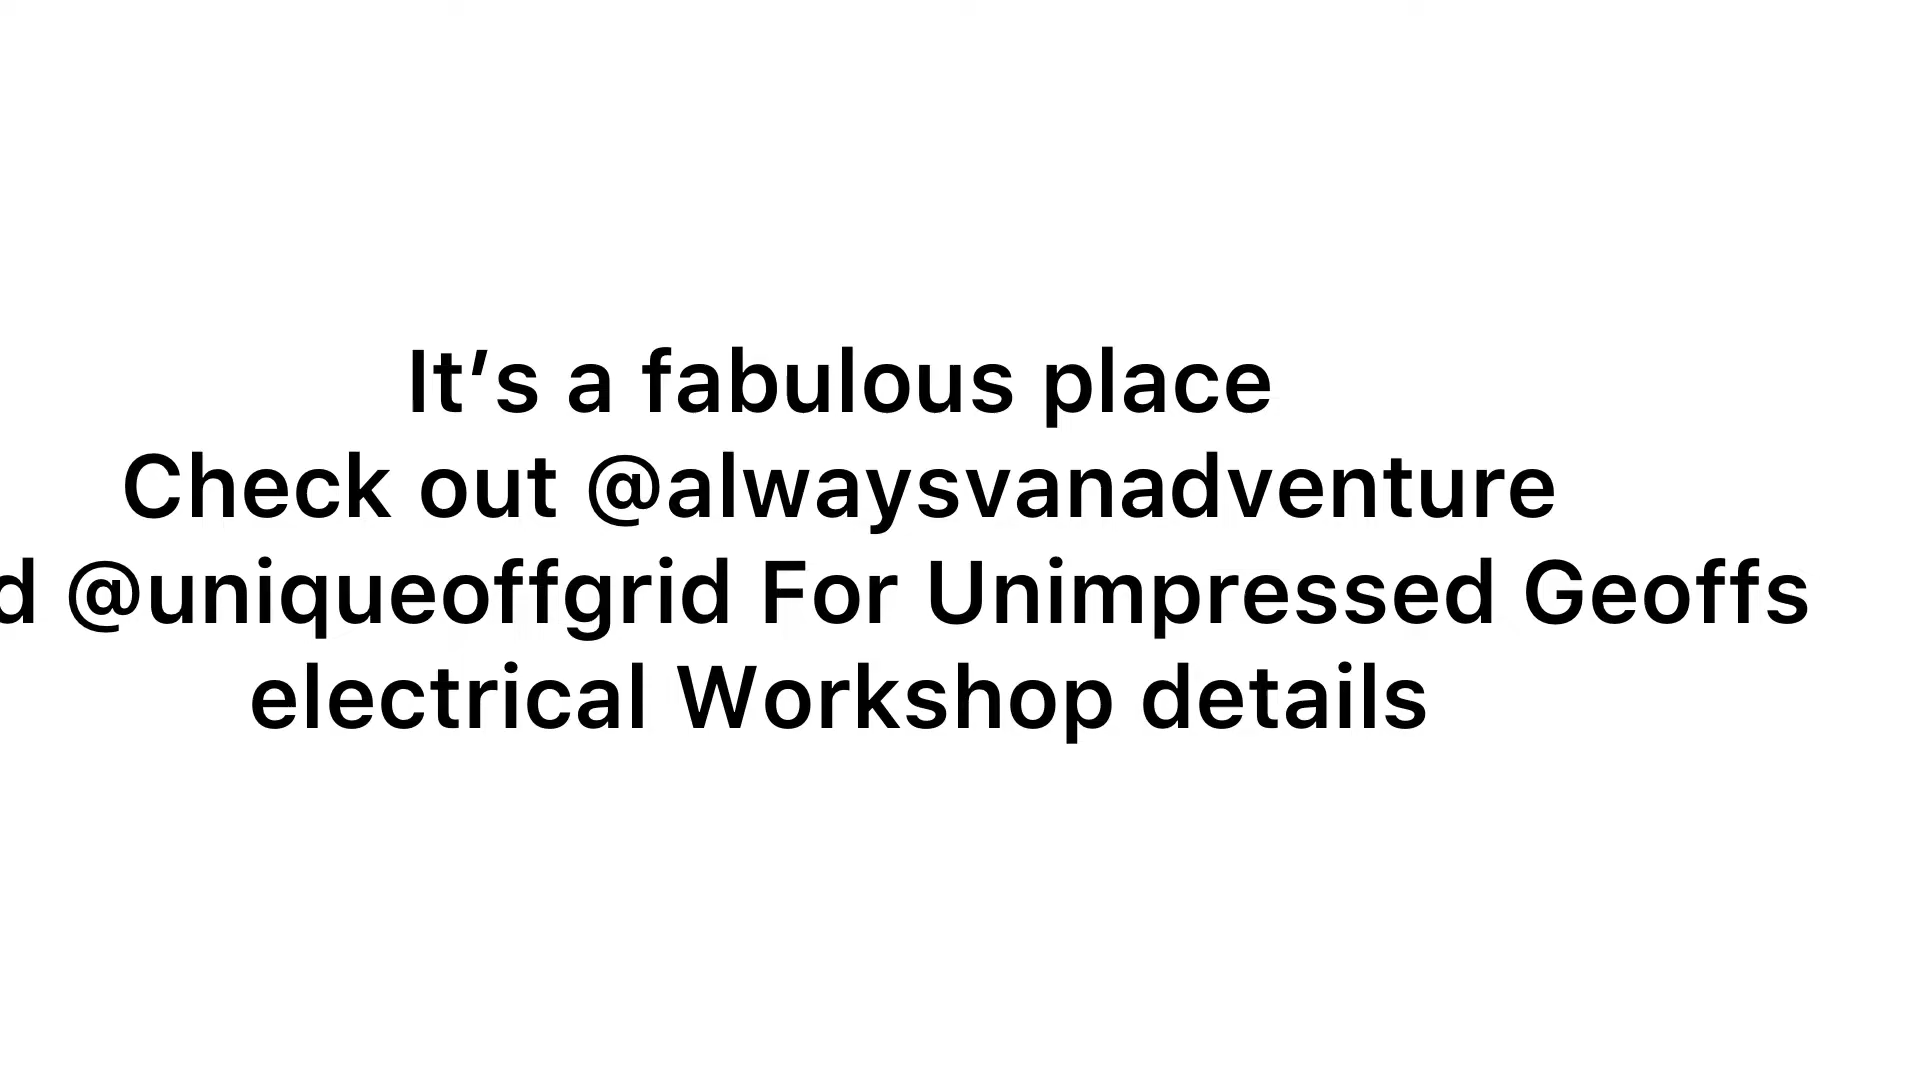 It’s a fabulous place
Check out @alwaysvanadventure
d @uniqueoffgrid For Unimpressed Geoffs
electrical Workshop details